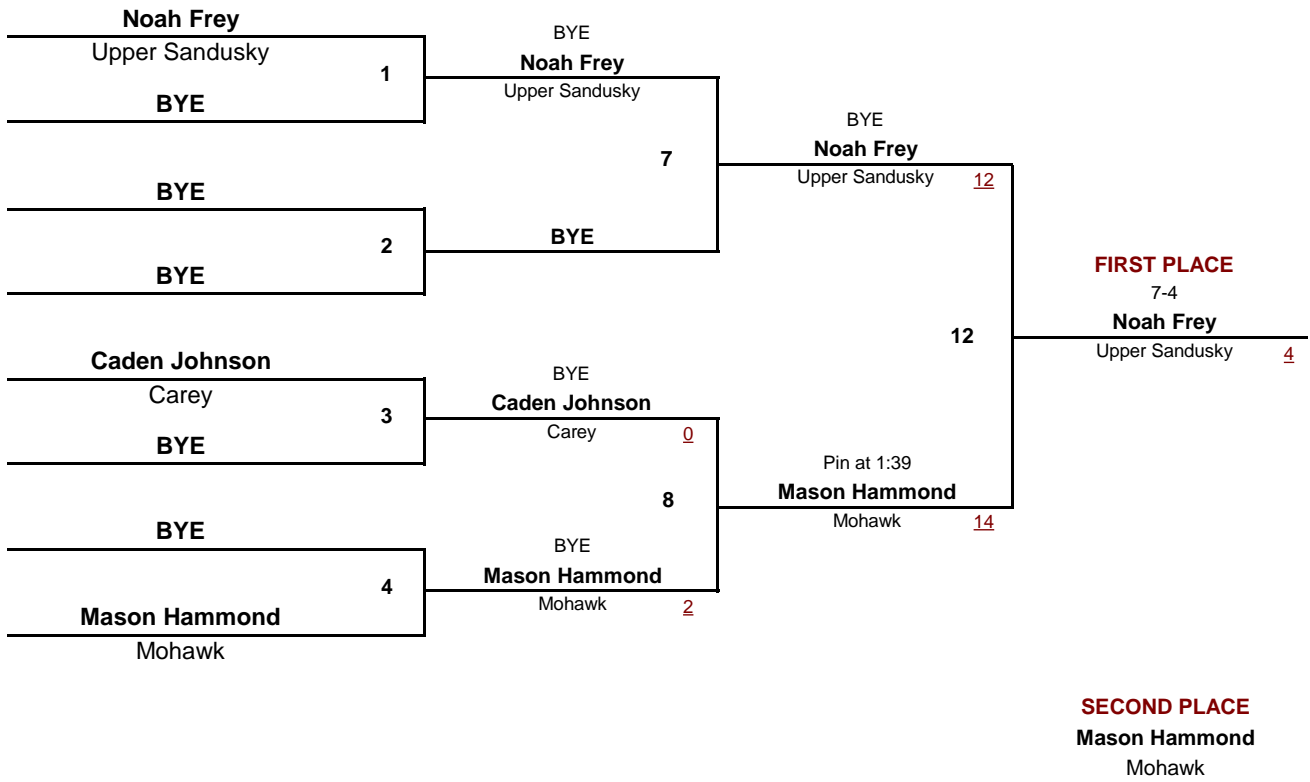 Noah Frey
Upper Sandusky
1
BYE
BYE
2
BYE
Caden Johnson
Carey
3
BYE
BYE
4
Mason Hammond
Mohawk
BYE
Noah Frey
Upper Sandusky
7
BYE
BYE
Caden Johnson
Carey 0
8
BYE
Mason Hammond
Mohawk 2
BYE
Noah Frey
Upper Sandusky 12
12
Pin at 1:39
Mason Hammond
Mohawk 14
FIRST PLACE
7-4
Noah Frey
Upper Sandusky 4
SECOND PLACE
Mason Hammond
Mohawk